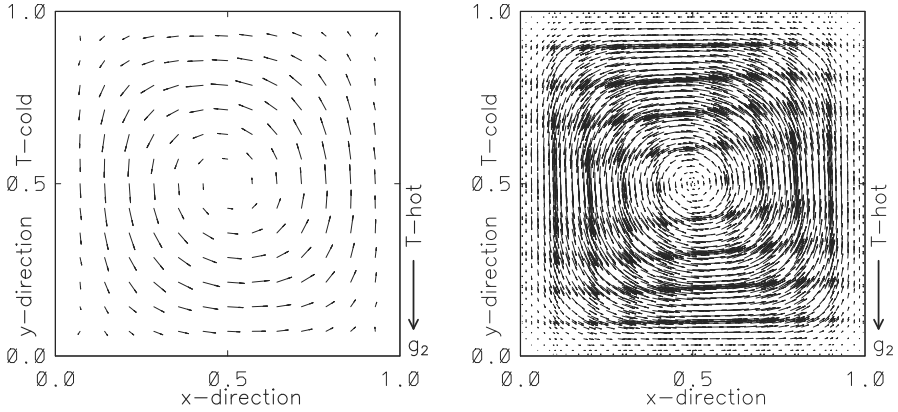 1.0
0.5
0.0
y-direction Ø T-cold
0.0 0.5 1.0
x-direction
T-hot
g2
1.0
0.5
0.0
y-direction Ø T-cold
0.0 0.5 1.0
x-direction
T-hot
g2